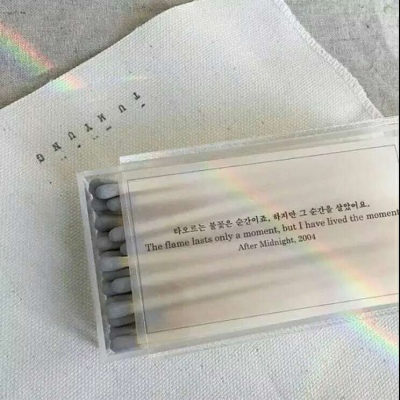 타오르는 불꽃은 순간이죠, 하지만 그 순간을 살았어요.
The flame lasts only a moment, but I have lived the moment
After Midnight, 2004